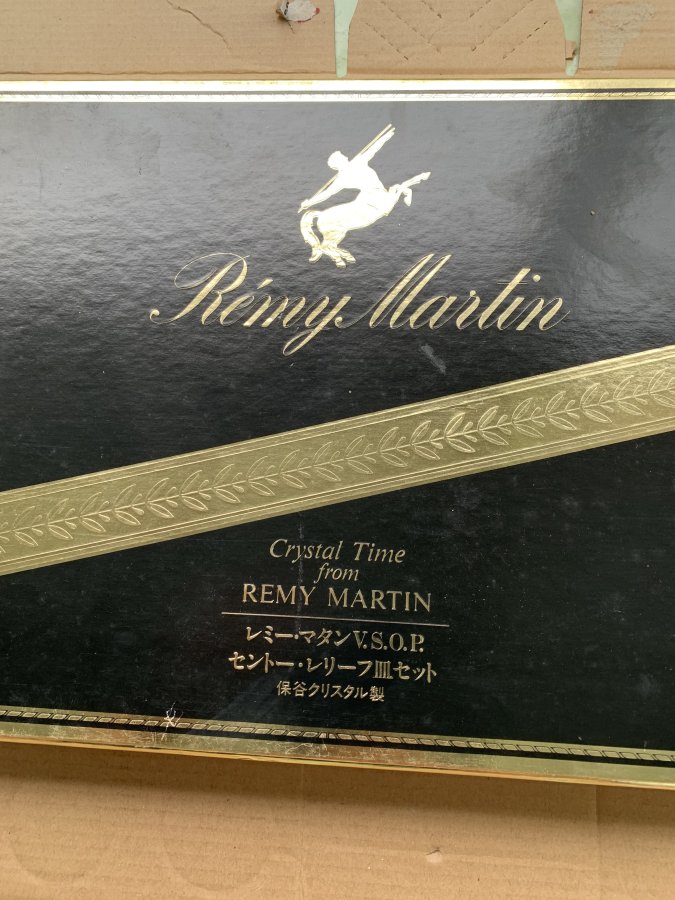 Rémy Martin
Crystal Time
from
REMY MARTIN
レミー・マタンV.S.O.P.
セントー・レリーフ皿セット
保谷クリスタル製